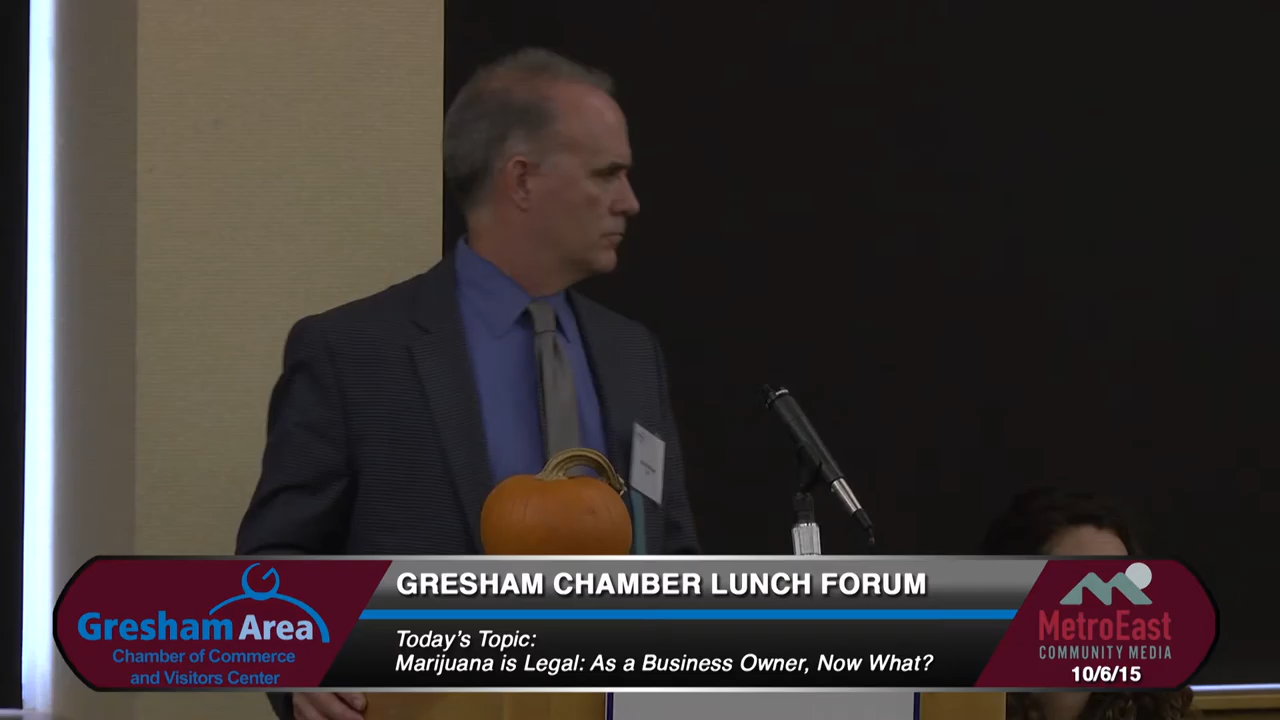 GRESHAM CHAMBER LUNCH FORUM
Gresham Area
Chamber of Commerce
and Visitors Center
Today's Topic:
Marijuana is Legal: As a Business Owner, Now What?
MetroEast
COMMUNITY MEDIA
10/6/15